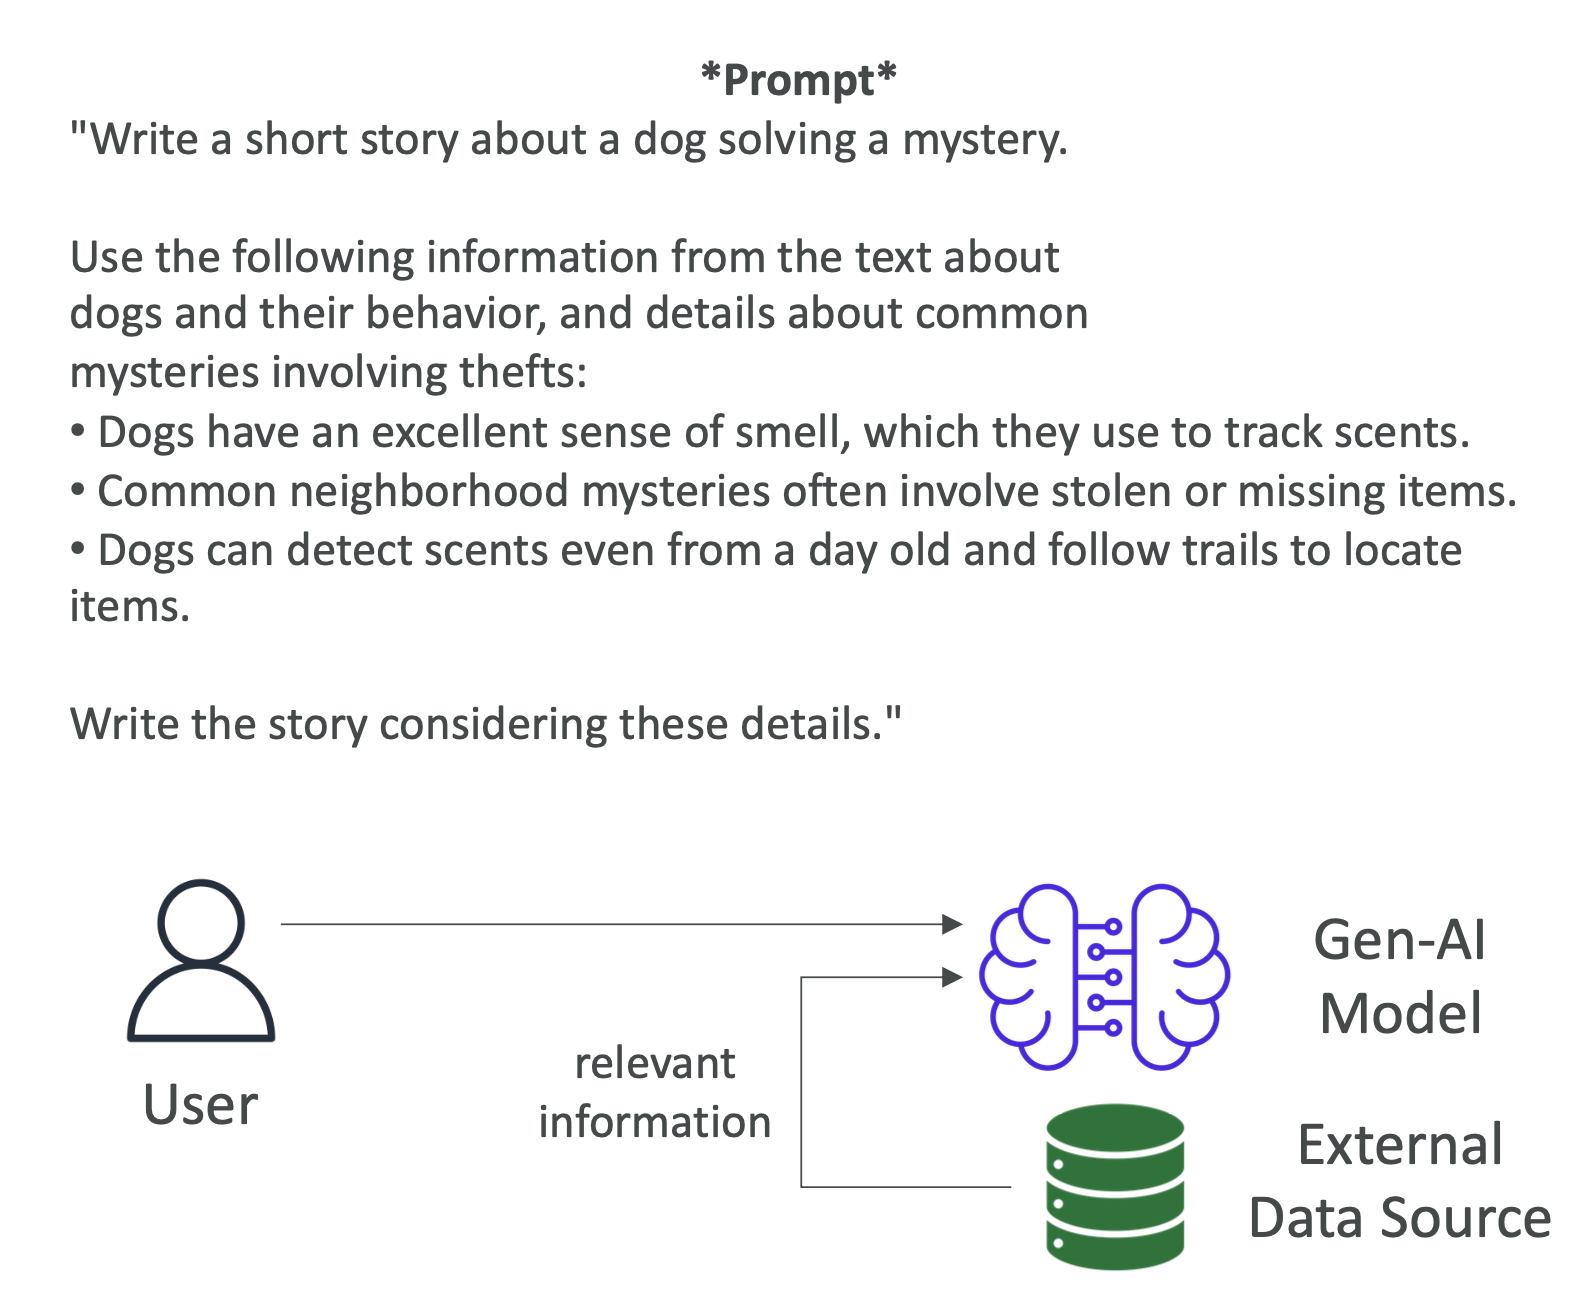 *Prompt*
"Write a short story about a dog solving a mystery.
Use the following information from the text about
dogs and their behavior, and details about common
mysteries involving thefts:
• Dogs have an excellent sense of smell, which they use to track scents.
• Common neighborhood mysteries often involve stolen or missing items.
• Dogs can detect scents even from a day old and follow trails to locate
items.
Write the story considering these details."
User
relevant
information
Gen-AI
Model
External
Data Source